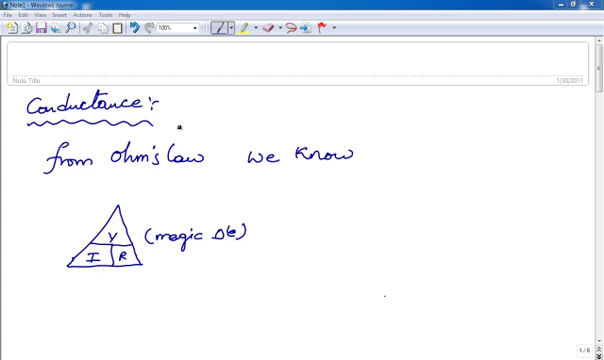 Note1 - Windows Journal
File Edit View Insert Actions Tools Help
100%
Note Title
1/30/2011
Conductance:-
from ohm's law we know
V (magic Δle)
I R
1 / 6